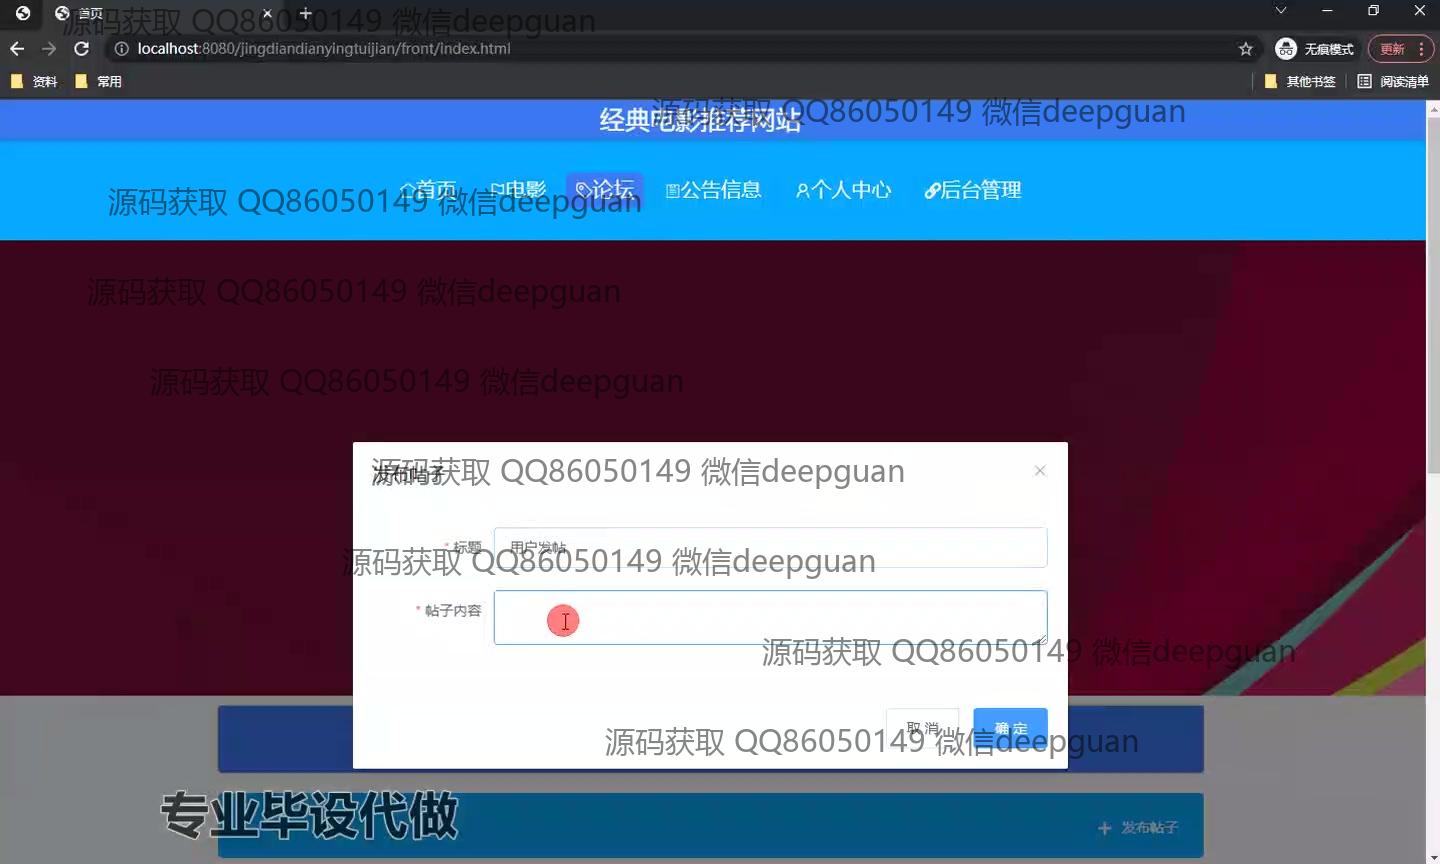 首页
源码获取 QQ86050149 微信deepguan
localhost:8080/jingdiandianyingtuijian/front/index.html
无痕模式
更新
资料
常用
其他书签
阅读清单
经典电影推荐网站
源码获取 QQ86050149 微信deepguan
首页
电影
论坛
公告信息
个人中心
后台管理
源码获取 QQ86050149 微信deepguan
源码获取 QQ86050149 微信deepguan
源码获取 QQ86050149 微信deepguan
发布帖子
源码获取 QQ86050149 微信deepguan
* 标题
用户发帖
源码获取 QQ86050149 微信deepguan
* 帖子内容
源码获取 QQ86050149 微信deepguan
取消
确定
源码获取 QQ86050149 微信deepguan
专业毕设代做
+ 发布帖子